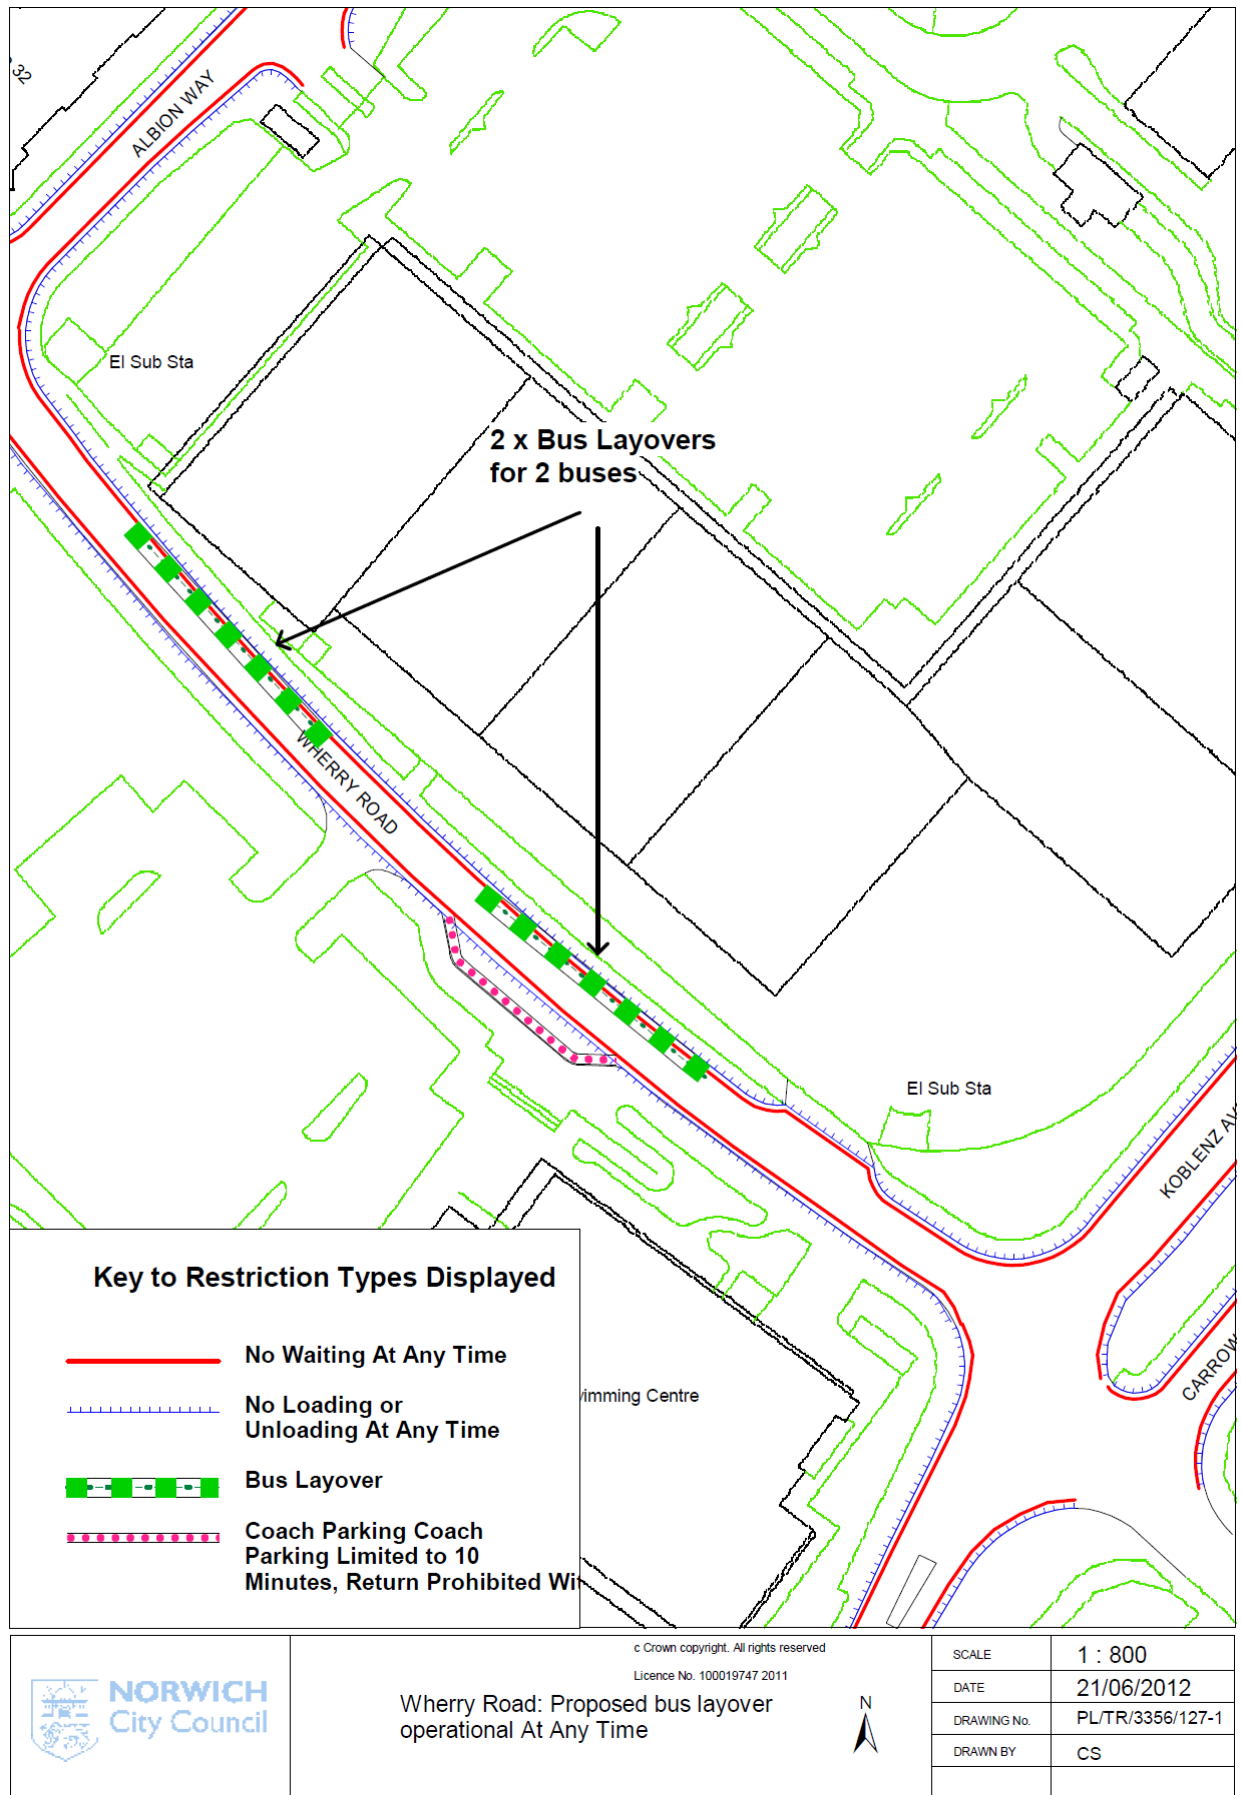 32
ALBION WAY
El Sub Sta
2 x Bus Layovers
for 2 buses
WHERRY ROAD
El Sub Sta
KOBLENZ AV
CARROW
imming Centre
Key to Restriction Types Displayed
No Waiting At Any Time
No Loading or
Unloading At Any Time
Bus Layover
Coach Parking Coach
Parking Limited to 10
Minutes, Return Prohibited Wit
NORWICH
City Council
c Crown copyright. All rights reserved
Licence No. 100019747 2011
Wherry Road: Proposed bus layover
operational At Any Time
N
SCALE 1 : 800
DATE 21/06/2012
DRAWING No. PL/TR/3356/127-1
DRAWN BY CS